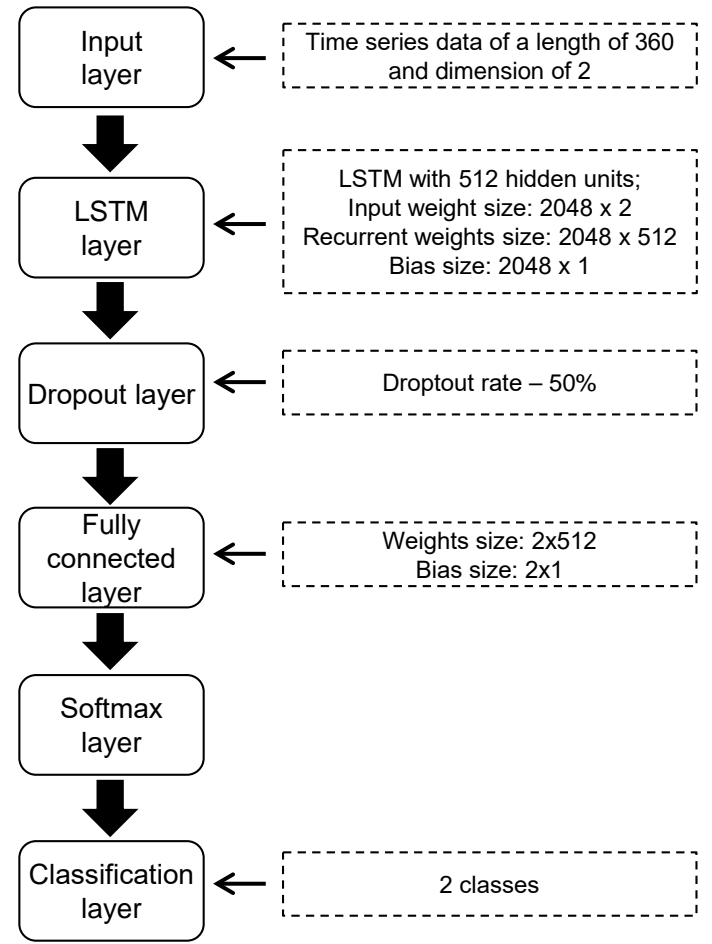 Input
layer
Time series data of a length of 360
and dimension of 2
LSTM
layer
LSTM with 512 hidden units;
Input weight size: 2048 x 2
Recurrent weights size: 2048 x 512
Bias size: 2048 x 1
Dropout layer
Droptout rate – 50%
Fully
connected
layer
Weights size: 2x512
Bias size: 2x1
Softmax
layer
Classification
layer
2 classes